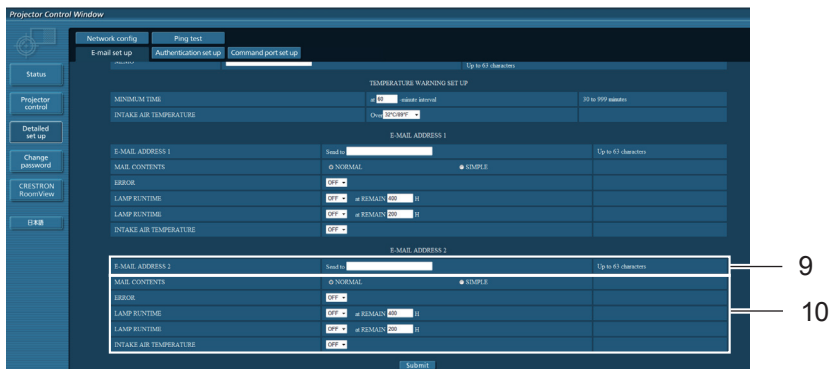 Projector Control Window
Network config Ping test
E-mail set up Authentication set up Command port set up
Status
Projector control
Detailed set up
Change password
CRESTRON RoomView
日本語
MEMO Up to 63 characters
TEMPERATURE WARNING SET UP
MINIMUM TIME at 60 -minute interval 30 to 999 minutes
INTAKE AIR TEMPERATURE Over 32°C/89°F
E-MAIL ADDRESS 1
E-MAIL ADDRESS 1 Send to Up to 63 characters
MAIL CONTENTS NORMAL SIMPLE
ERROR OFF
LAMP RUNTIME OFF at REMAIN 400 H
LAMP RUNTIME OFF at REMAIN 200 H
INTAKE AIR TEMPERATURE OFF
E-MAIL ADDRESS 2
E-MAIL ADDRESS 2 Send to Up to 63 characters 9
MAIL CONTENTS NORMAL SIMPLE
ERROR OFF
LAMP RUNTIME OFF at REMAIN 400 H 10
LAMP RUNTIME OFF at REMAIN 200 H
INTAKE AIR TEMPERATURE OFF
Submit